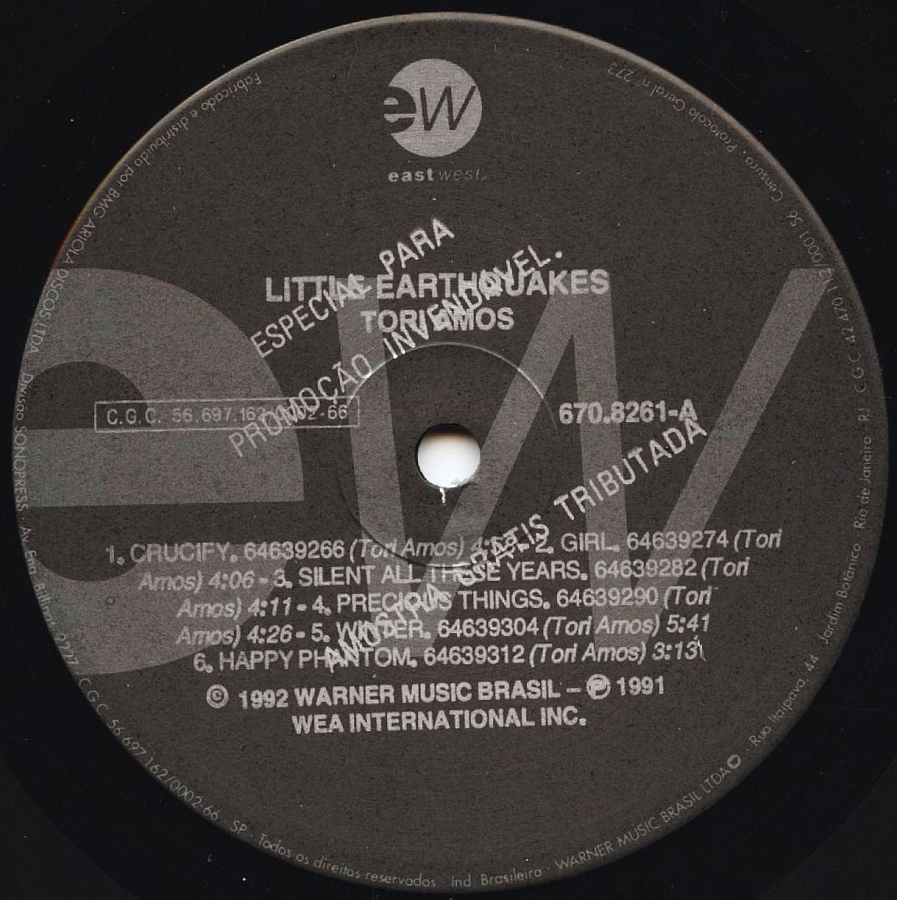 eW
eastwest.
ESPECIAL PARA
PROMOÇÃO INVENDÁVEL.
AMOSTRA GRÁTIS TRIBUTADA
LITTLE EARTHQUAKES
TORI AMOS
C.G.C. 56.697.162/0002-66
670.8261-A
1. CRUCIFY. 64639266 (Tori Amos) - 2. GIRL. 64639274 (Tori
Amos) 4:06 - 3. SILENT ALL THESE YEARS. 64639282 (Tori
Amos) 4:11 - 4. PRECIOUS THINGS. 64639290 (Tori
Amos) 4:26 - 5. WINTER. 64639304 (Tori Amos) 5:41
6. HAPPY PHANTOM. 64639312 (Tori Amos) 3:13
© 1992 WARNER MUSIC BRASIL – ℗ 1991
WEA INTERNATIONAL INC.
eW
Fabricado e distribuído por BMG ARIOLA DISCOS LTDA. Divisão SONOPRESS Av. Eng. Billings, 2227 C.G.C. 56.697.162/0002-66 · SP · Todos os direitos reservados · Ind. Brasileira · WARNER MUSIC BRASIL LTDA © · Rua Itaipava, 44 · Jardim Botânico · Rio de Janeiro · RJ · C.G.C. 42.470.112/0001-56 · Censura, Protocolo Geral nº 273